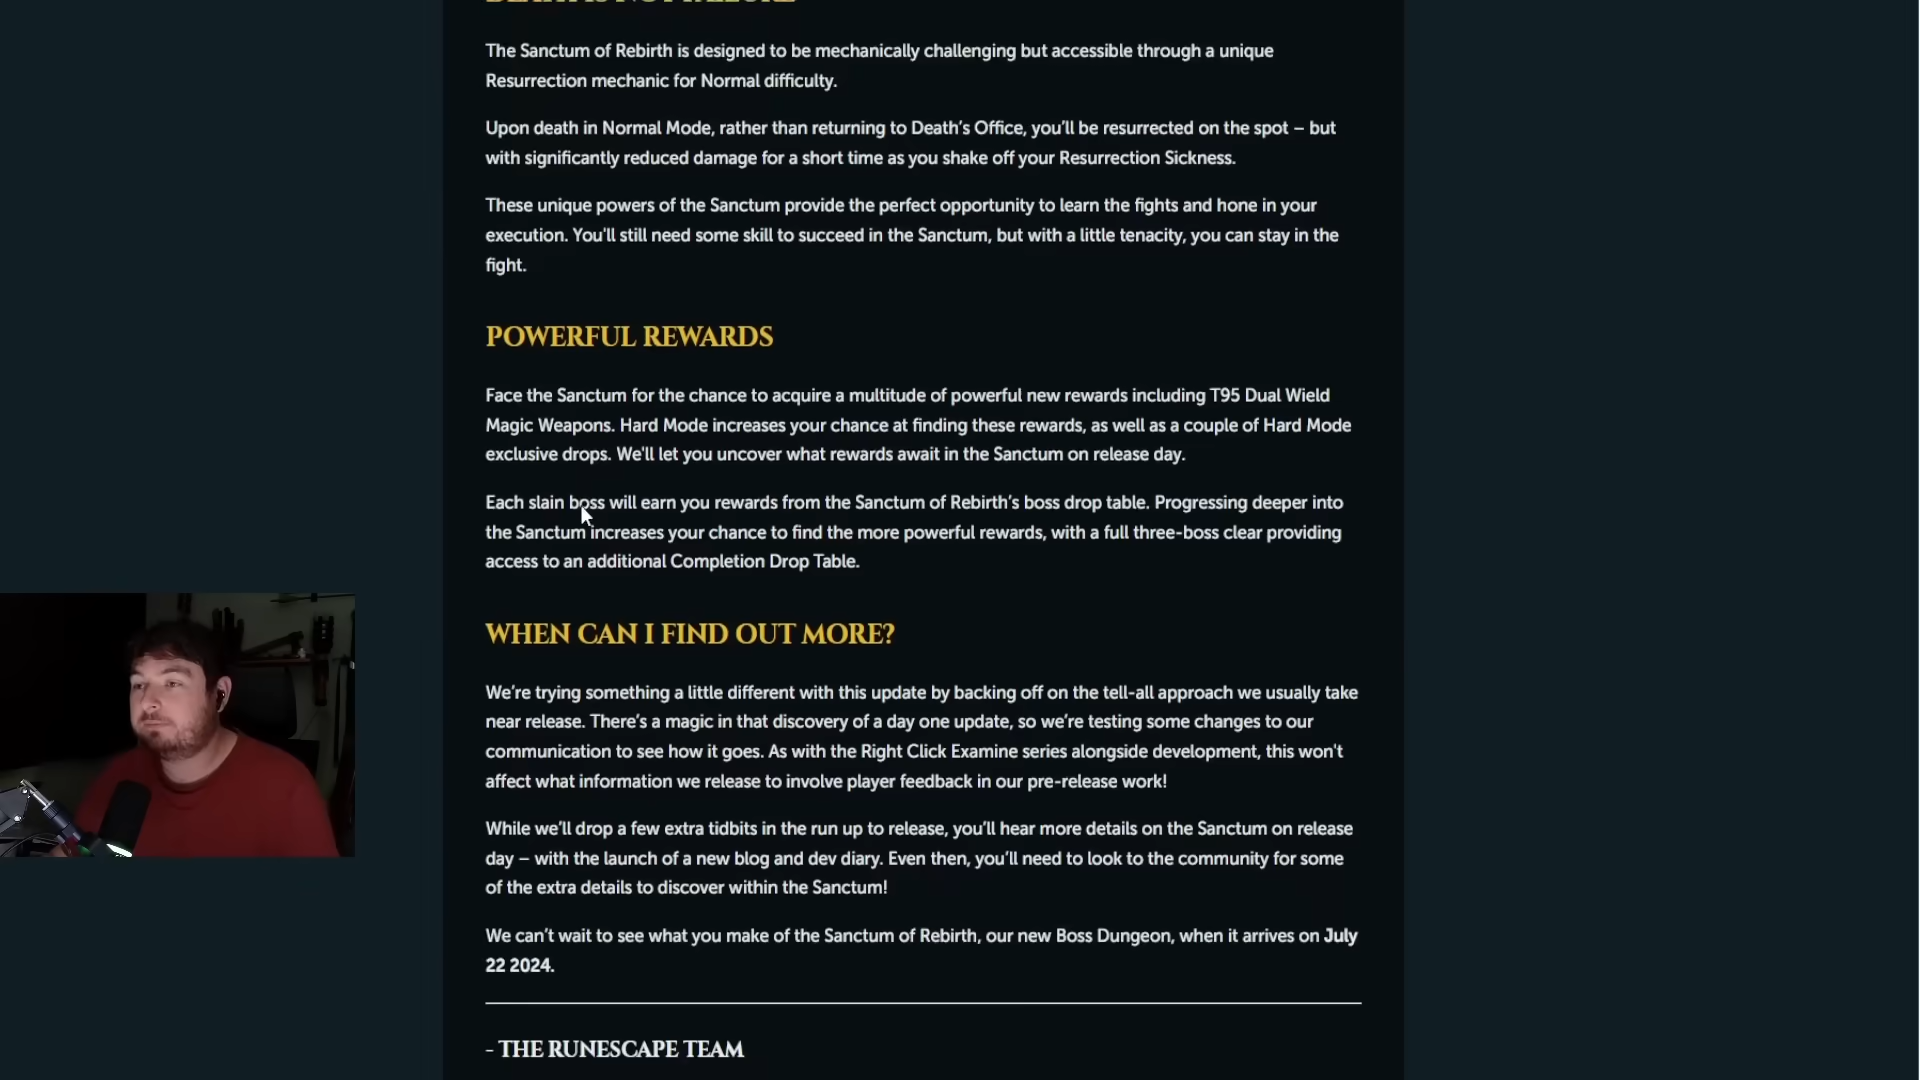 The Sanctum of Rebirth is designed to be mechanically challenging but accessible through a unique
Resurrection mechanic for Normal difficulty.
Upon death in Normal Mode, rather than returning to Death's Office, you'll be resurrected on the spot – but
with significantly reduced damage for a short time as you shake off your Resurrection Sickness.
These unique powers of the Sanctum provide the perfect opportunity to learn the fights and hone in your
execution. You'll still need some skill to succeed in the Sanctum, but with a little tenacity, you can stay in the
fight.
POWERFUL REWARDS
Face the Sanctum for the chance to acquire a multitude of powerful new rewards including T95 Dual Wield
Magic Weapons. Hard Mode increases your chance at finding these rewards, as well as a couple of Hard Mode
exclusive drops. We'll let you uncover what rewards await in the Sanctum on release day.
Each slain boss will earn you rewards from the Sanctum of Rebirth's boss drop table. Progressing deeper into
the Sanctum increases your chance to find the more powerful rewards, with a full three-boss clear providing
access to an additional Completion Drop Table.
WHEN CAN I FIND OUT MORE?
We're trying something a little different with this update by backing off on the tell-all approach we usually take
near release. There's a magic in that discovery of a day one update, so we're testing some changes to our
communication to see how it goes. As with the Right Click Examine series alongside development, this won't
affect what information we release to involve player feedback in our pre-release work!
While we'll drop a few extra tidbits in the run up to release, you'll hear more details on the Sanctum on release
day – with the launch of a new blog and dev diary. Even then, you'll need to look to the community for some
of the extra details to discover within the Sanctum!
We can't wait to see what you make of the Sanctum of Rebirth, our new Boss Dungeon, when it arrives on July
22 2024.
- THE RUNESCAPE TEAM